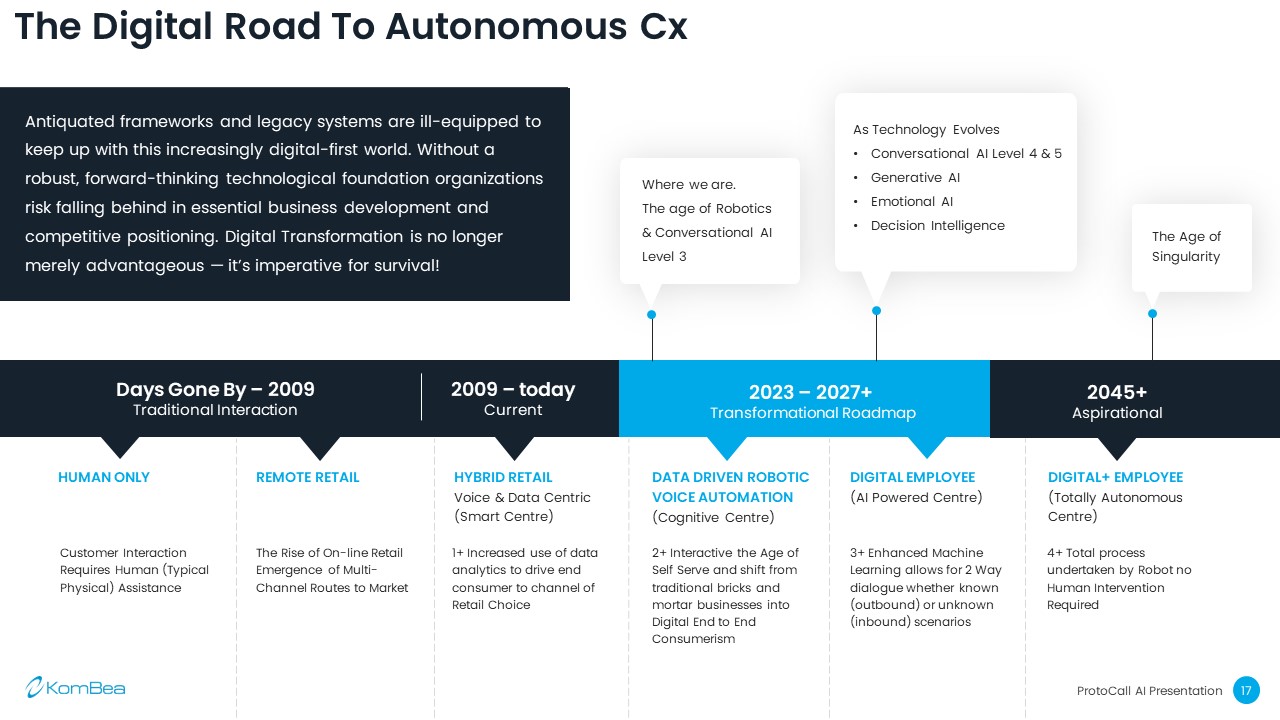 The Digital Road To Autonomous Cx
Antiquated frameworks and legacy systems are ill-equipped to
keep up with this increasingly digital-first world. Without a
robust, forward-thinking technological foundation organizations
risk falling behind in essential business development and
competitive positioning. Digital Transformation is no longer
merely advantageous — it's imperative for survival!
Where we are.
The age of Robotics
& Conversational AI
Level 3
As Technology Evolves
• Conversational AI Level 4 & 5
• Generative AI
• Emotional AI
• Decision Intelligence
The Age of
Singularity
Days Gone By – 2009
Traditional Interaction
2009 – today
Current
2023 – 2027+
Transformational Roadmap
2045+
Aspirational
HUMAN ONLY
Customer Interaction
Requires Human (Typical
Physical) Assistance
REMOTE RETAIL
The Rise of On-line Retail
Emergence of Multi-
Channel Routes to Market
HYBRID RETAIL
Voice & Data Centric
(Smart Centre)
1+ Increased use of data
analytics to drive end
consumer to channel of
Retail Choice
DATA DRIVEN ROBOTIC
VOICE AUTOMATION
(Cognitive Centre)
2+ Interactive the Age of
Self Serve and shift from
traditional bricks and
mortar businesses into
Digital End to End
Consumerism
DIGITAL EMPLOYEE
(AI Powered Centre)
3+ Enhanced Machine
Learning allows for 2 Way
dialogue whether known
(outbound) or unknown
(inbound) scenarios
DIGITAL+ EMPLOYEE
(Totally Autonomous
Centre)
4+ Total process
undertaken by Robot no
Human Intervention
Required
KomBea
ProtoCall AI Presentation
17